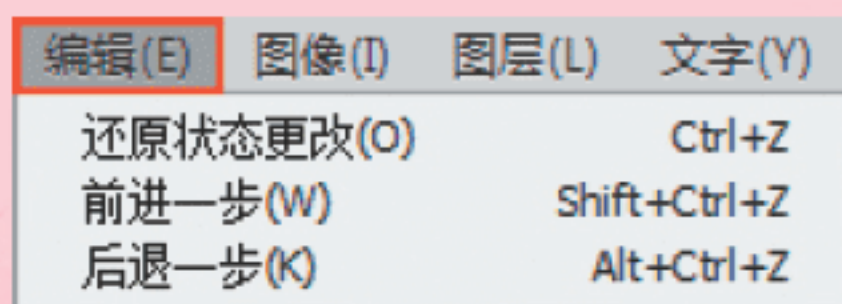 编辑(E) 图像(I) 图层(L) 文字(Y)
还原状态更改(O) Ctrl+Z
前进一步(W) Shift+Ctrl+Z
后退一步(K) Alt+Ctrl+Z